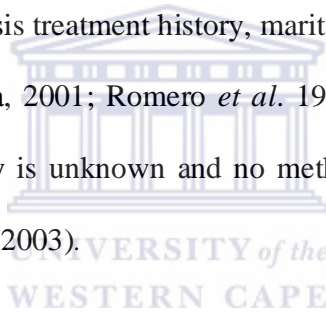 sis treatment history, marit
a, 2001; Romero et al. 19
y is unknown and no meth
2003).
UNIVERSITY of the
WESTERN CAPE